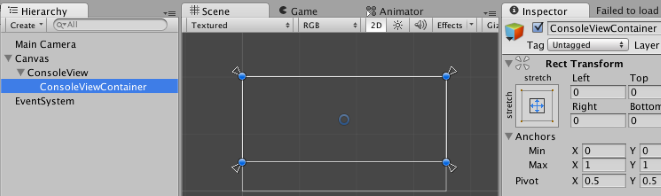 Hierarchy
Create
All
Main Camera
Canvas
ConsoleView
ConsoleViewContainer
EventSystem
Scene
Game
Animator
Textured
RGB
2D
Effects
Giz
Inspector
Failed to load
ConsoleViewContainer
Tag Untagged Layer
Rect Transform
stretch
stretch
Left Top
0 0
Right Bottom
0 0
Anchors
Min X 0 Y 0
Max X 1 Y 1
Pivot X 0.5 Y 0.5